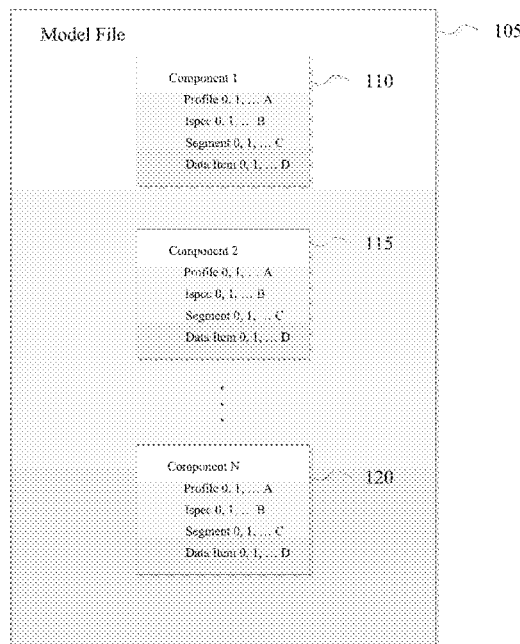 Model File
105
Component 1
110
Profile 0, 1, ... A
Ispec 0, 1, ... B
Segment 0, 1, ... C
Data Item 0, 1, ... D
Component 2
115
Profile 0, 1, ... A
Ispec 0, 1, ... B
Segment 0, 1, ... C
Data Item 0, 1, ... D
Component N
120
Profile 0, 1, ... A
Ispec 0, 1, ... B
Segment 0, 1, ... C
Data Item 0, 1, ... D